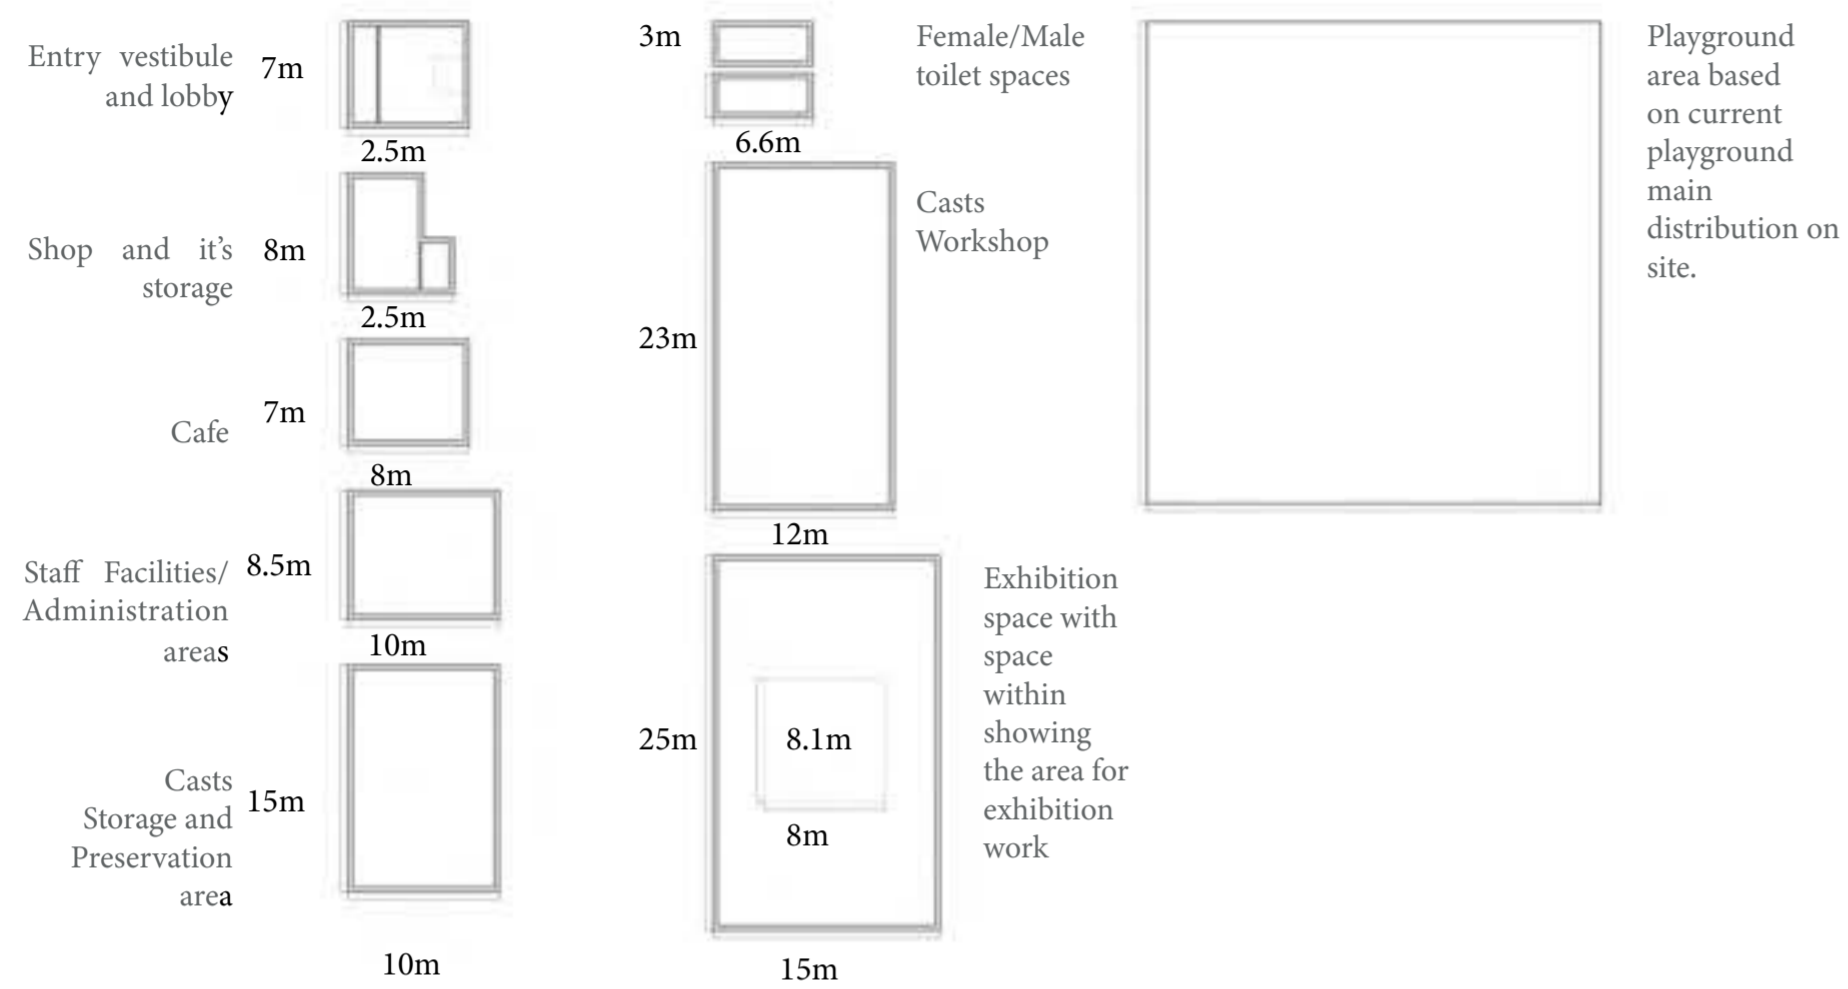 Entry vestibule
and lobby
7m
2.5m
Shop and it's
storage
8m
2.5m
Cafe
7m
8m
Staff Facilities/
Administration
areas
8.5m
10m
Casts
Storage and
Preservation
area
15m
10m
3m
Female/Male
toilet spaces
6.6m
Casts
Workshop
23m
12m
Exhibition
space with
space
within
showing
the area for
exhibition
work
25m
8.1m
8m
15m
Playground
area based
on current
playground
main
distribution on
site.